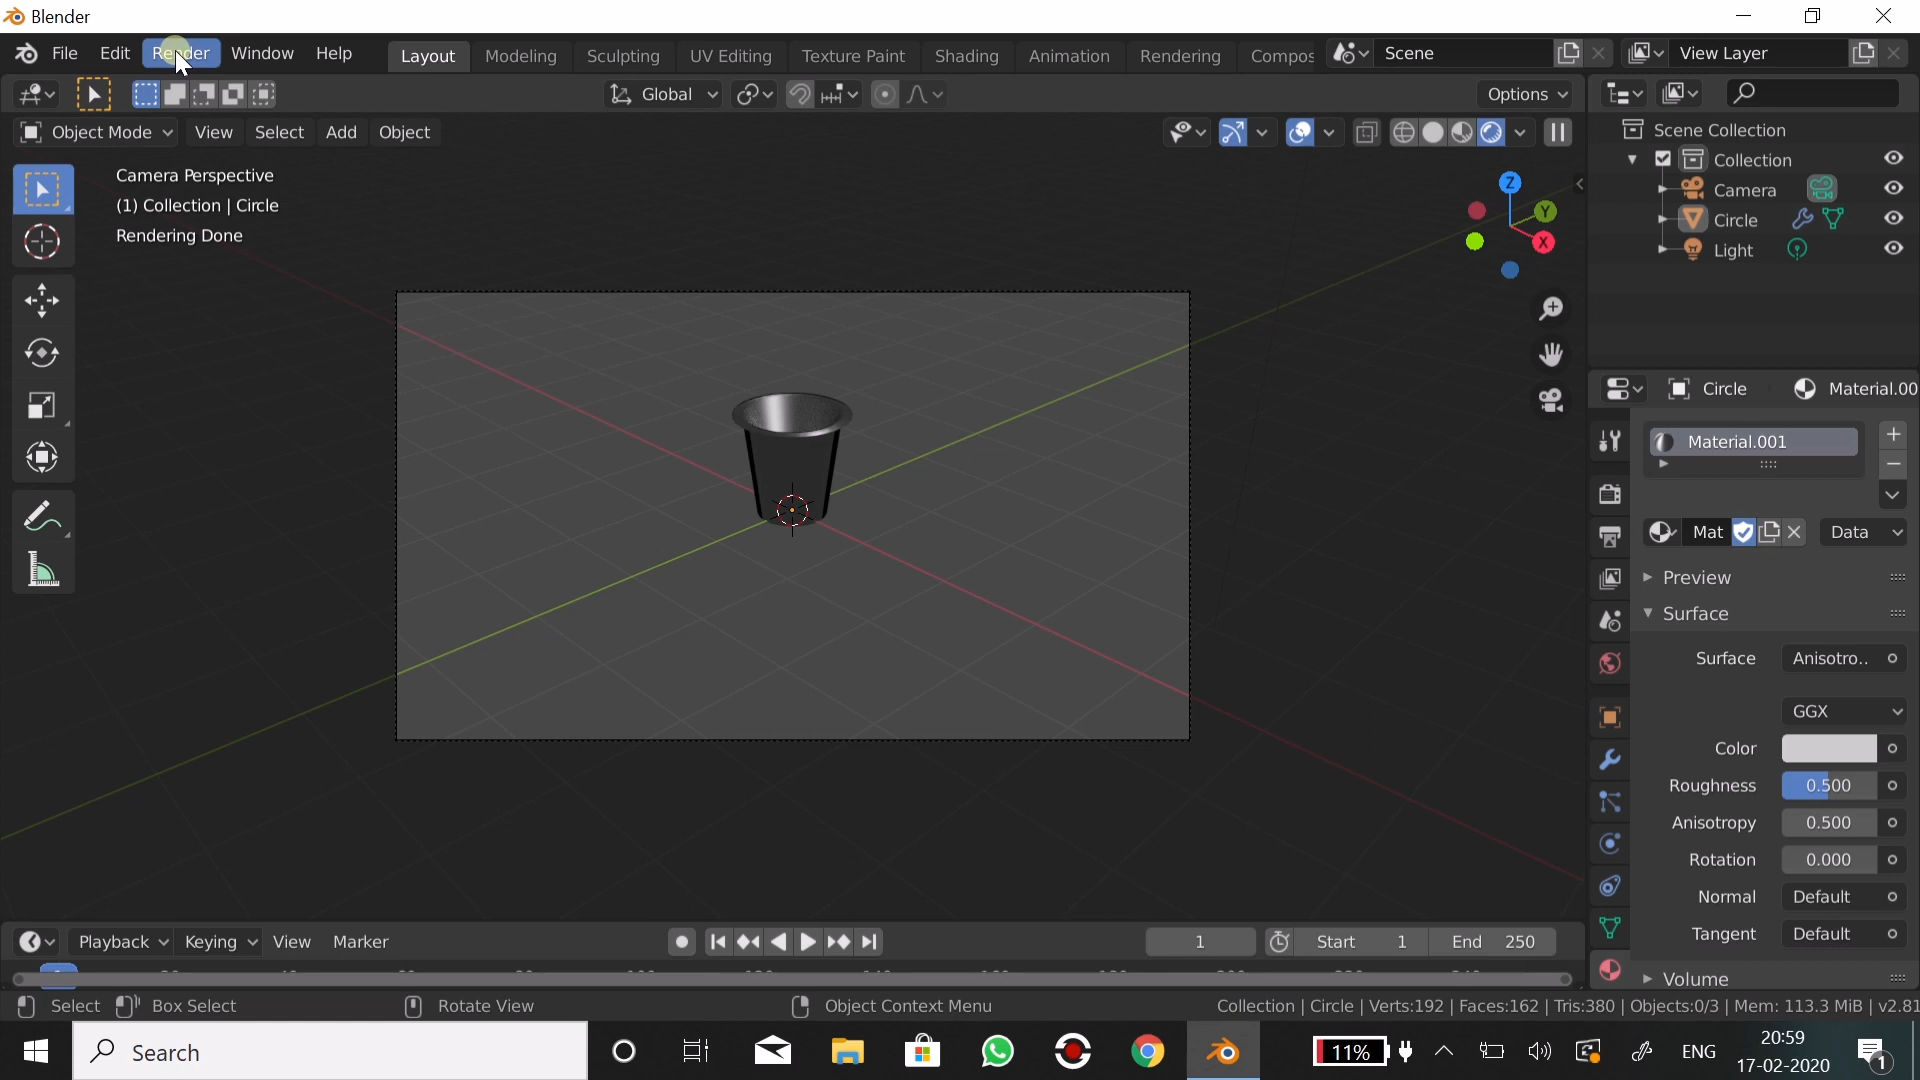 Blender
File Edit Render Window Help Layout Modeling Sculpting UV Editing Texture Paint Shading Animation Rendering Compos Scene View Layer
Global Options
Object Mode View Select Add Object
Camera Perspective
(1) Collection | Circle
Rendering Done
Z
Y
X
Scene Collection
Collection
Camera
Circle
Light
Circle Material.00
Material.001
Mat Data
Preview
Surface
Surface Anisotro..
GGX
Color
Roughness 0.500
Anisotropy 0.500
Rotation 0.000
Normal Default
Tangent Default
Volume
Playback Keying View Marker 1 Start 1 End 250
Select Box Select Rotate View Object Context Menu Collection | Circle | Verts:192 | Faces:162 | Tris:380 | Objects:0/3 | Mem: 113.3 MiB | v2.81
Search 11% ENG 20:59
17-02-2020 1